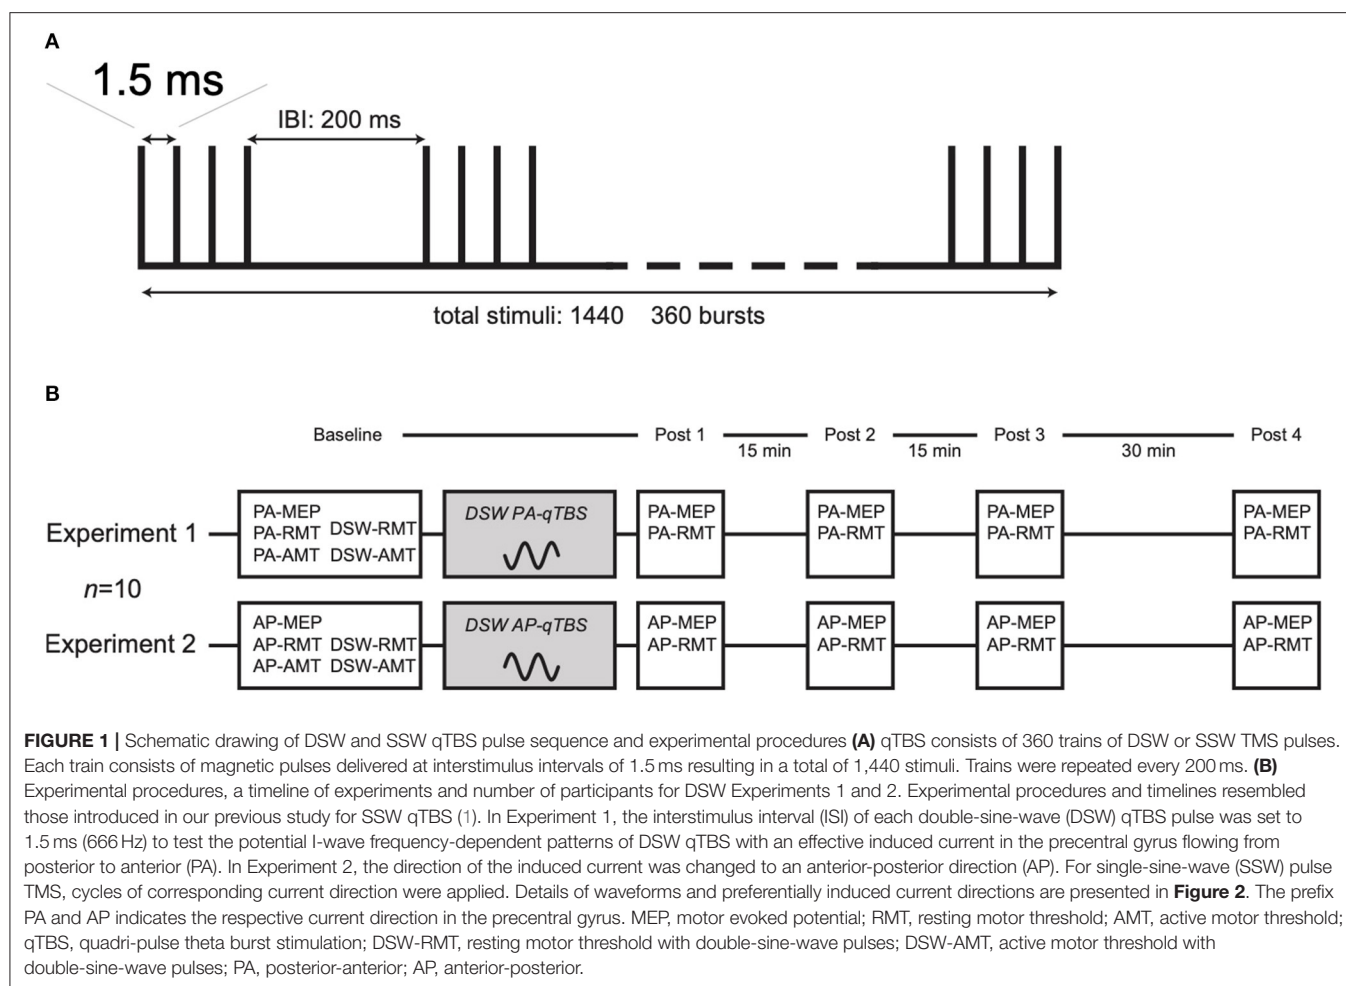 A
1.5 ms
IBI: 200 ms
total stimuli: 1440 360 bursts
B
Baseline Post 1 Post 2 Post 3 Post 4
15 min 15 min 30 min
Experiment 1
PA-MEP
PA-RMT DSW-RMT
PA-AMT DSW-AMT
DSW PA-qTBS
PA-MEP
PA-RMT
PA-MEP
PA-RMT
PA-MEP
PA-RMT
PA-MEP
PA-RMT
n=10
Experiment 2
AP-MEP
AP-RMT DSW-RMT
AP-AMT DSW-AMT
DSW AP-qTBS
AP-MEP
AP-RMT
AP-MEP
AP-RMT
AP-MEP
AP-RMT
AP-MEP
AP-RMT
FIGURE 1 | Schematic drawing of DSW and SSW qTBS pulse sequence and experimental procedures (A) qTBS consists of 360 trains of DSW or SSW TMS pulses.
Each train consists of magnetic pulses delivered at interstimulus intervals of 1.5 ms resulting in a total of 1,440 stimuli. Trains were repeated every 200 ms. (B)
Experimental procedures, a timeline of experiments and number of participants for DSW Experiments 1 and 2. Experimental procedures and timelines resembled
those introduced in our previous study for SSW qTBS (1). In Experiment 1, the interstimulus interval (ISI) of each double-sine-wave (DSW) qTBS pulse was set to
1.5 ms (666 Hz) to test the potential I-wave frequency-dependent patterns of DSW qTBS with an effective induced current in the precentral gyrus flowing from
posterior to anterior (PA). In Experiment 2, the direction of the induced current was changed to an anterior-posterior direction (AP). For single-sine-wave (SSW) pulse
TMS, cycles of corresponding current direction were applied. Details of waveforms and preferentially induced current directions are presented in Figure 2. The prefix
PA and AP indicates the respective current direction in the precentral gyrus. MEP, motor evoked potential; RMT, resting motor threshold; AMT, active motor threshold;
qTBS, quadri-pulse theta burst stimulation; DSW-RMT, resting motor threshold with double-sine-wave pulses; DSW-AMT, active motor threshold with
double-sine-wave pulses; PA, posterior-anterior; AP, anterior-posterior.